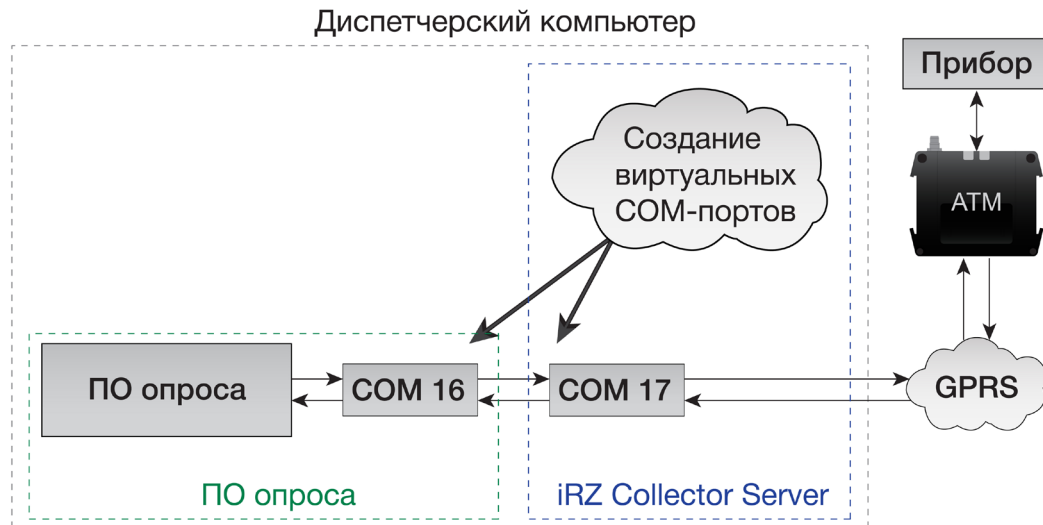 Диспетчерский компьютер
Прибор
Создание
виртуальных
COM-портов
ATM
ПО опроса
COM 16
COM 17
GPRS
ПО опроса
iRZ Collector Server